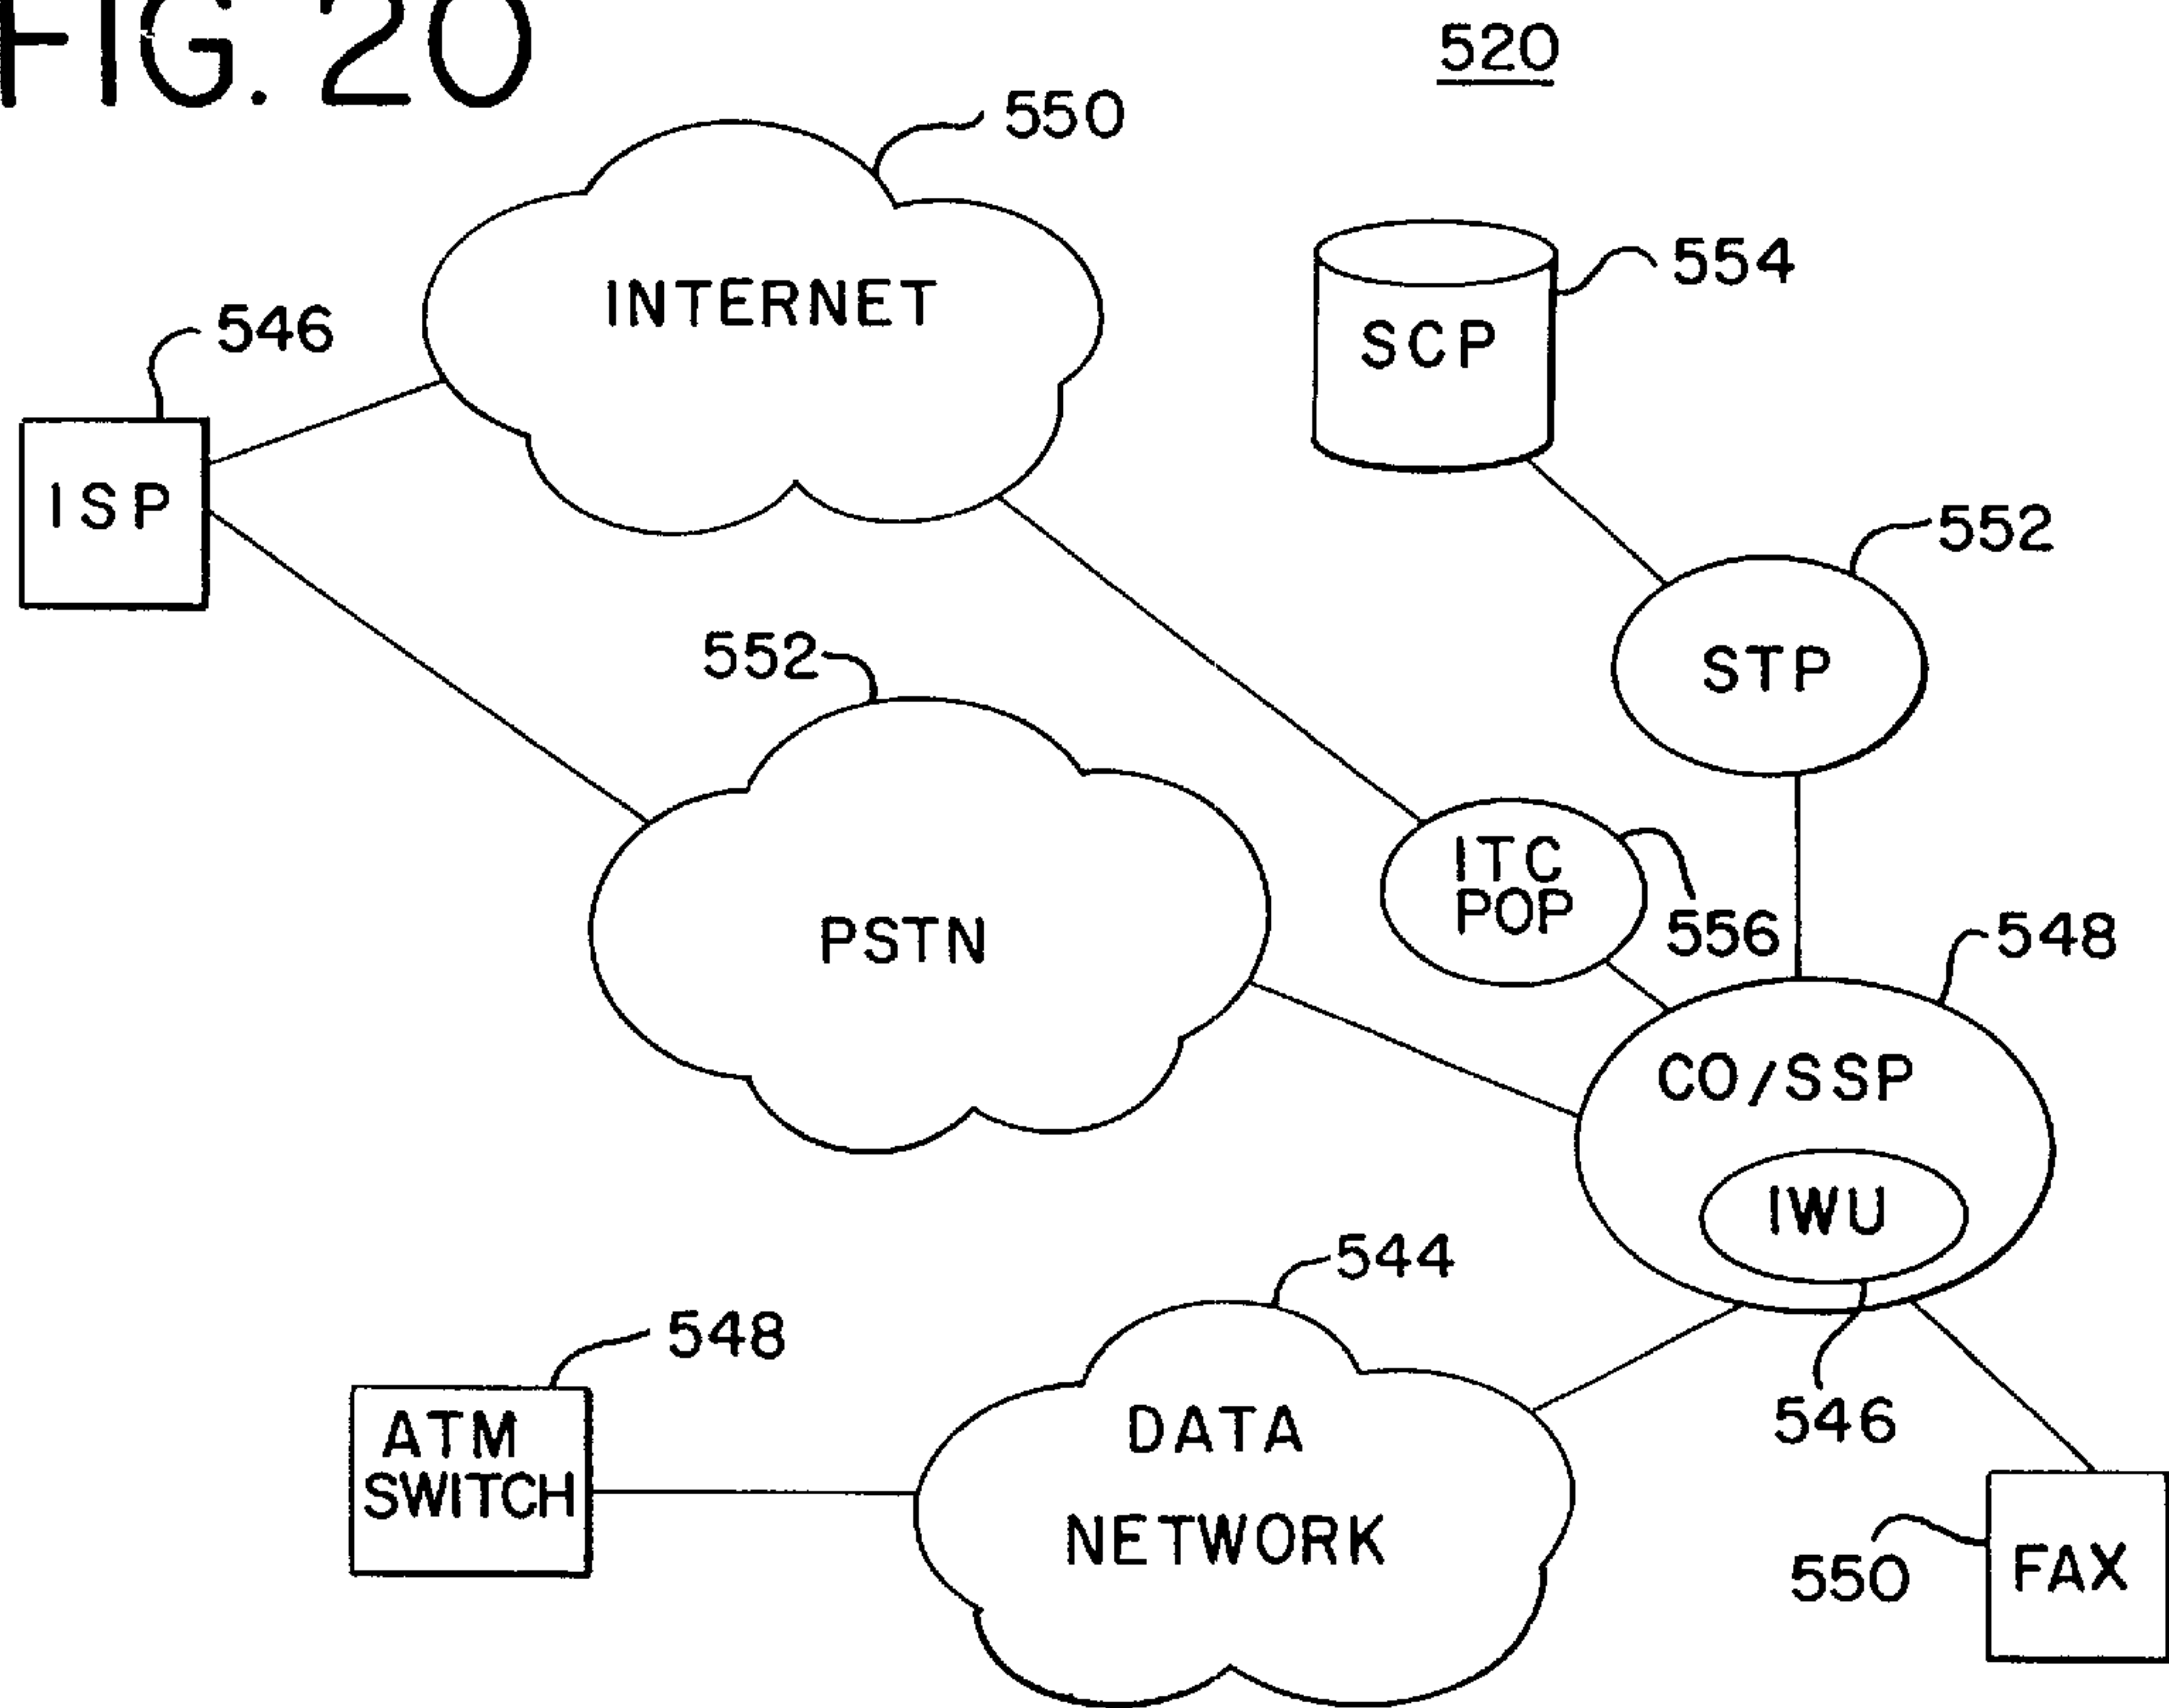 FIG. 20
520
550
INTERNET
554
SCP
546
ISP
552
STP
552
PSTN
ITC
POP
556
548
CO/SSP
IWU
546
544
DATA
NETWORK
548
ATM
SWITCH
550
FAX